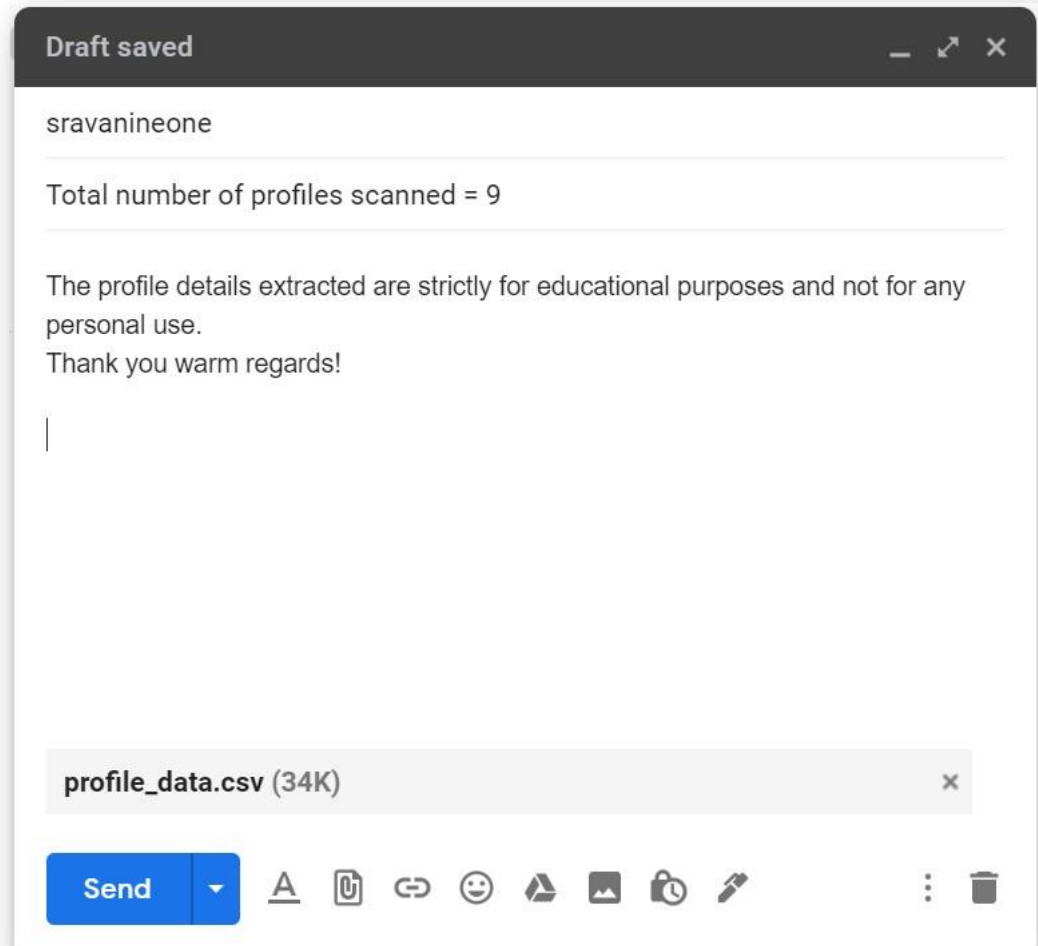 Draft saved
sravanineone
Total number of profiles scanned = 9
The profile details extracted are strictly for educational purposes and not for any
personal use.
Thank you warm regards!
profile_data.csv (34K)
Send